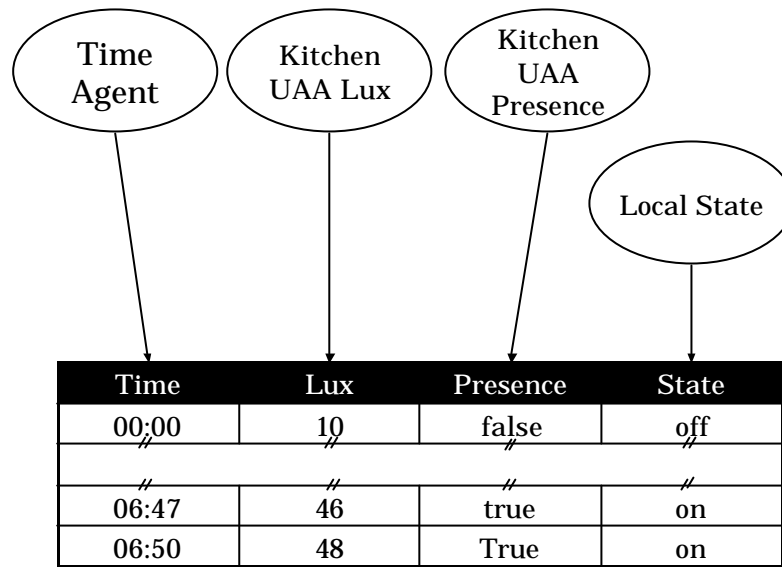 Time
Agent
Kitchen
UAA Lux
Kitchen
UAA
Presence
Local State
Time Lux Presence State
00:00 10 false off
06:47 46 true on
06:50 48 True on